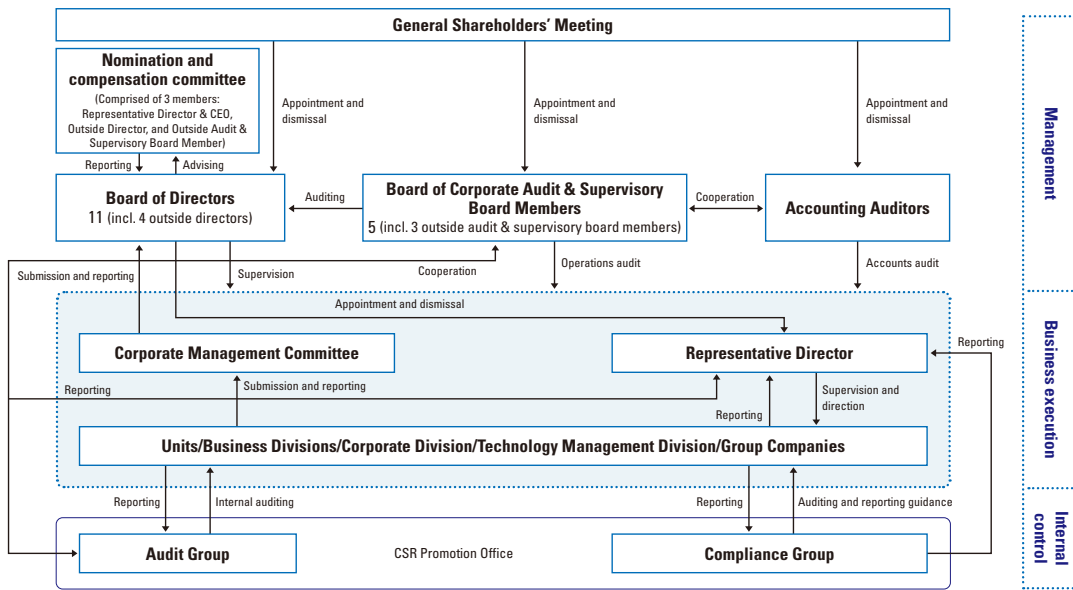 General Shareholders’ Meeting
Nomination and
compensation committee
(Comprised of 3 members:
Representative Director & CEO,
Outside Director, and Outside Audit &
Supervisory Board Member)
Appointment and
dismissal
Appointment and
dismissal
Appointment and
dismissal
Reporting
Advising
Board of Directors
11 (incl. 4 outside directors)
Auditing
Board of Corporate Audit & Supervisory
Board Members
5 (incl. 3 outside audit & supervisory board members)
Cooperation
Accounting Auditors
Submission and reporting
Supervision
Cooperation
Operations audit
Accounts audit
Appointment and dismissal
Corporate Management Committee
Representative Director
Reporting
Reporting
Submission and reporting
Reporting
Supervision and
direction
Units/Business Divisions/Corporate Division/Technology Management Division/Group Companies
Reporting
Internal auditing
Reporting
Auditing and reporting guidance
Audit Group
CSR Promotion Office
Compliance Group
Management
Business execution
Internal
control